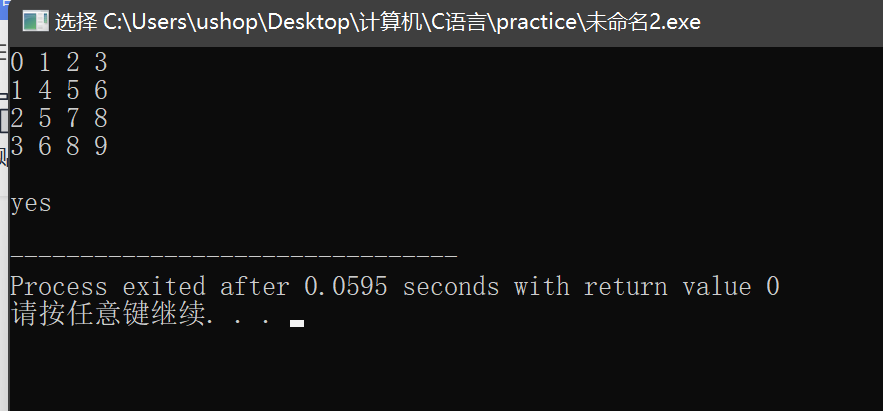 选择 C:\Users\ushop\Desktop\计算机\C语言\practice\未命名2.exe
0 1 2 3
1 4 5 6
2 5 7 8
3 6 8 9
yes
--------------------------------
Process exited after 0.0595 seconds with return value 0
请按任意键继续. . .